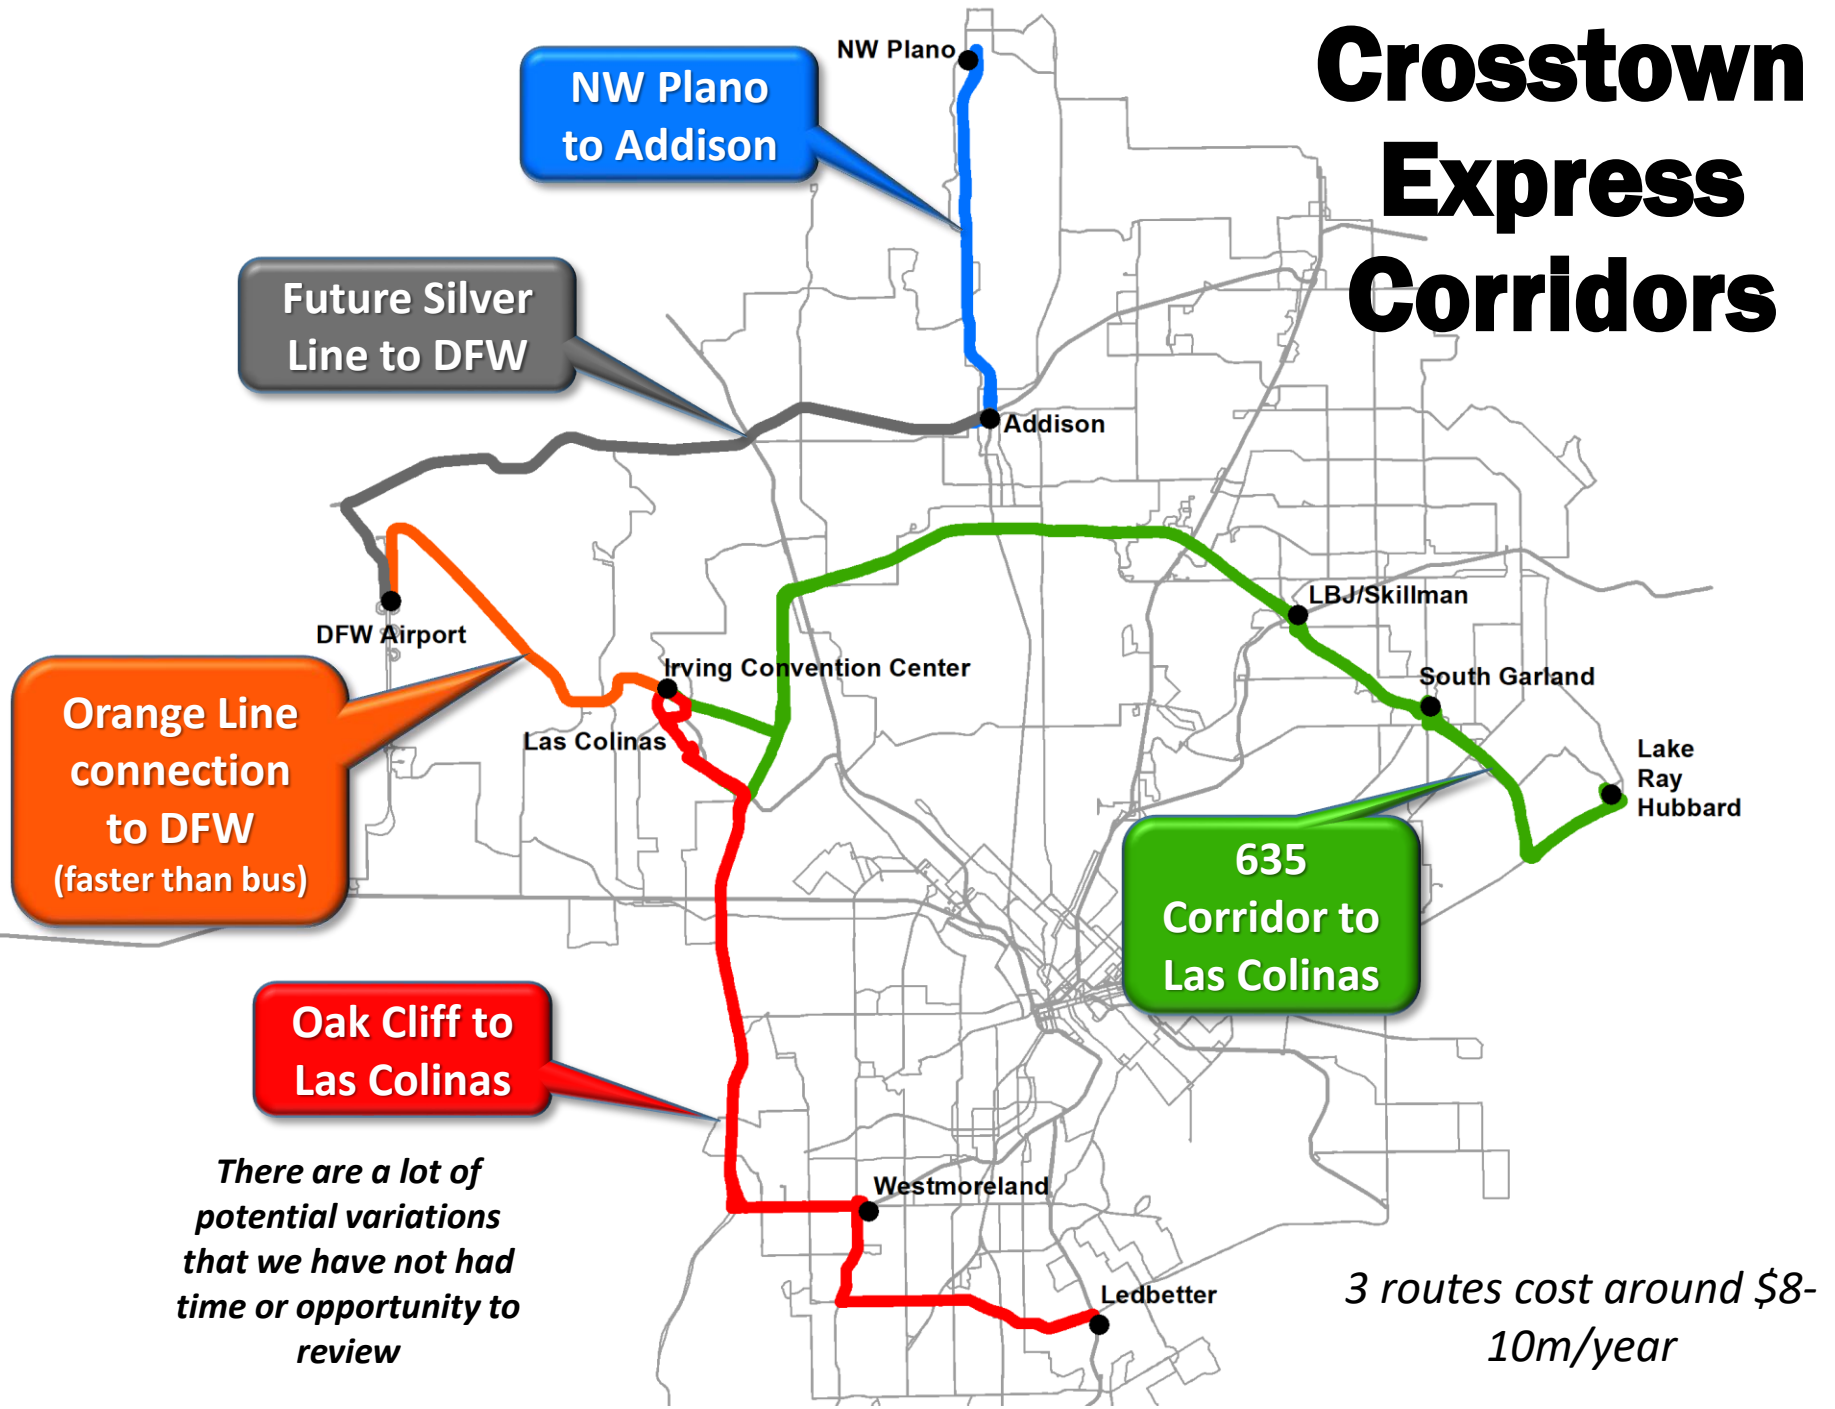 Crosstown
Express
Corridors
NW Plano
NW Plano
to Addison
Future Silver
Line to DFW
Addison
DFW Airport
LBJ/Skillman
Irving Convention Center
South Garland
Las Colinas
Lake
Ray
Hubbard
Orange Line
connection
to DFW
(faster than bus)
635
Corridor to
Las Colinas
Oak Cliff to
Las Colinas
There are a lot of
potential variations
that we have not had
time or opportunity to
review
Westmoreland
Ledbetter
3 routes cost around $8-
10m/year